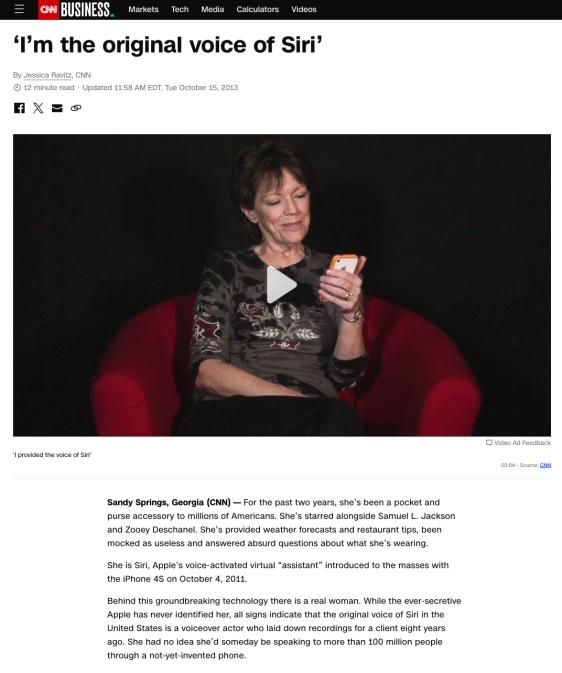 CNN BUSINESS
Markets Tech Media Calculators Videos
‘I’m the original voice of Siri’
By Jessica Ravitz, CNN
12 minute read · Updated 11:58 AM EDT, Tue October 15, 2013
Video Ad Feedback
'I provided the voice of Siri'
02:04 - Source: CNN
Sandy Springs, Georgia (CNN) — For the past two years, she’s been a pocket and
purse accessory to millions of Americans. She’s starred alongside Samuel L. Jackson
and Zooey Deschanel. She’s provided weather forecasts and restaurant tips, been
mocked as useless and answered absurd questions about what she’s wearing.
She is Siri, Apple’s voice-activated virtual “assistant” introduced to the masses with
the iPhone 4S on October 4, 2011.
Behind this groundbreaking technology there is a real woman. While the ever-secretive
Apple has never identified her, all signs indicate that the original voice of Siri in the
United States is a voiceover actor who laid down recordings for a client eight years
ago. She had no idea she’d someday be speaking to more than 100 million people
through a not-yet-invented phone.